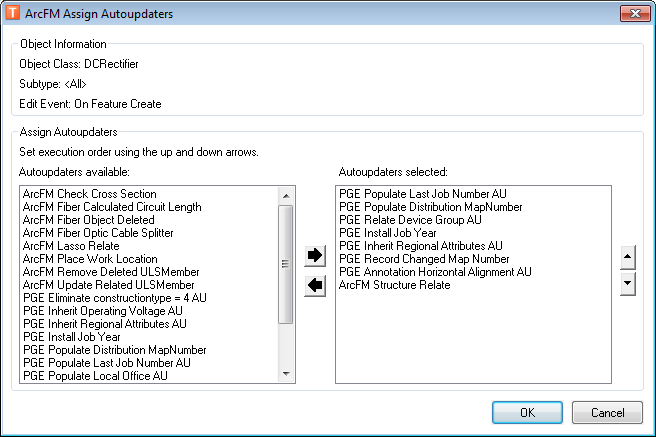 T ArcFM Assign Autoupdaters
Object Information
Object Class: DCRectifier
Subtype: <All>
Edit Event: On Feature Create
Assign Autoupdaters
Set execution order using the up and down arrows.
Autoupdaters available:
ArcFM Check Cross Section
ArcFM Fiber Calculated Circuit Length
ArcFM Fiber Object Deleted
ArcFM Fiber Optic Cable Splitter
ArcFM Lasso Relate
ArcFM Place Work Location
ArcFM Remove Deleted ULSMember
ArcFM Update Related ULSMember
PGE Eliminate constructiontype = 4 AU
PGE Inherit Operating Voltage AU
PGE Inherit Regional Attributes AU
PGE Install Job Year
PGE Populate Distribution MapNumber
PGE Populate Last Job Number AU
PGE Populate Local Office AU
Autoupdaters selected:
PGE Populate Last Job Number AU
PGE Populate Distribution MapNumber
PGE Relate Device Group AU
PGE Install Job Year
PGE Inherit Regional Attributes AU
PGE Record Changed Map Number
PGE Annotation Horizontal Alignment AU
ArcFM Structure Relate
OK
Cancel